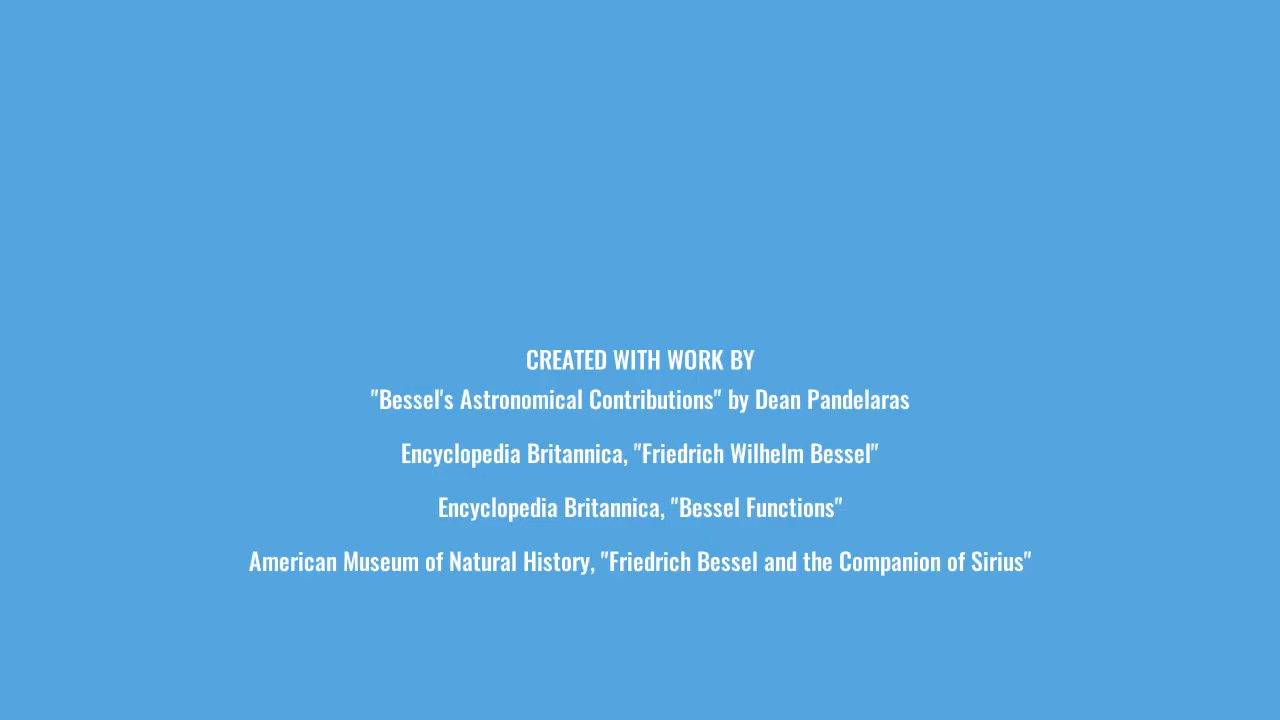 CREATED WITH WORK BY
"Bessel's Astronomical Contributions" by Dean Pandelaras
Encyclopedia Britannica, "Friedrich Wilhelm Bessel"
Encyclopedia Britannica, "Bessel Functions"
American Museum of Natural History, "Friedrich Bessel and the Companion of Sirius"